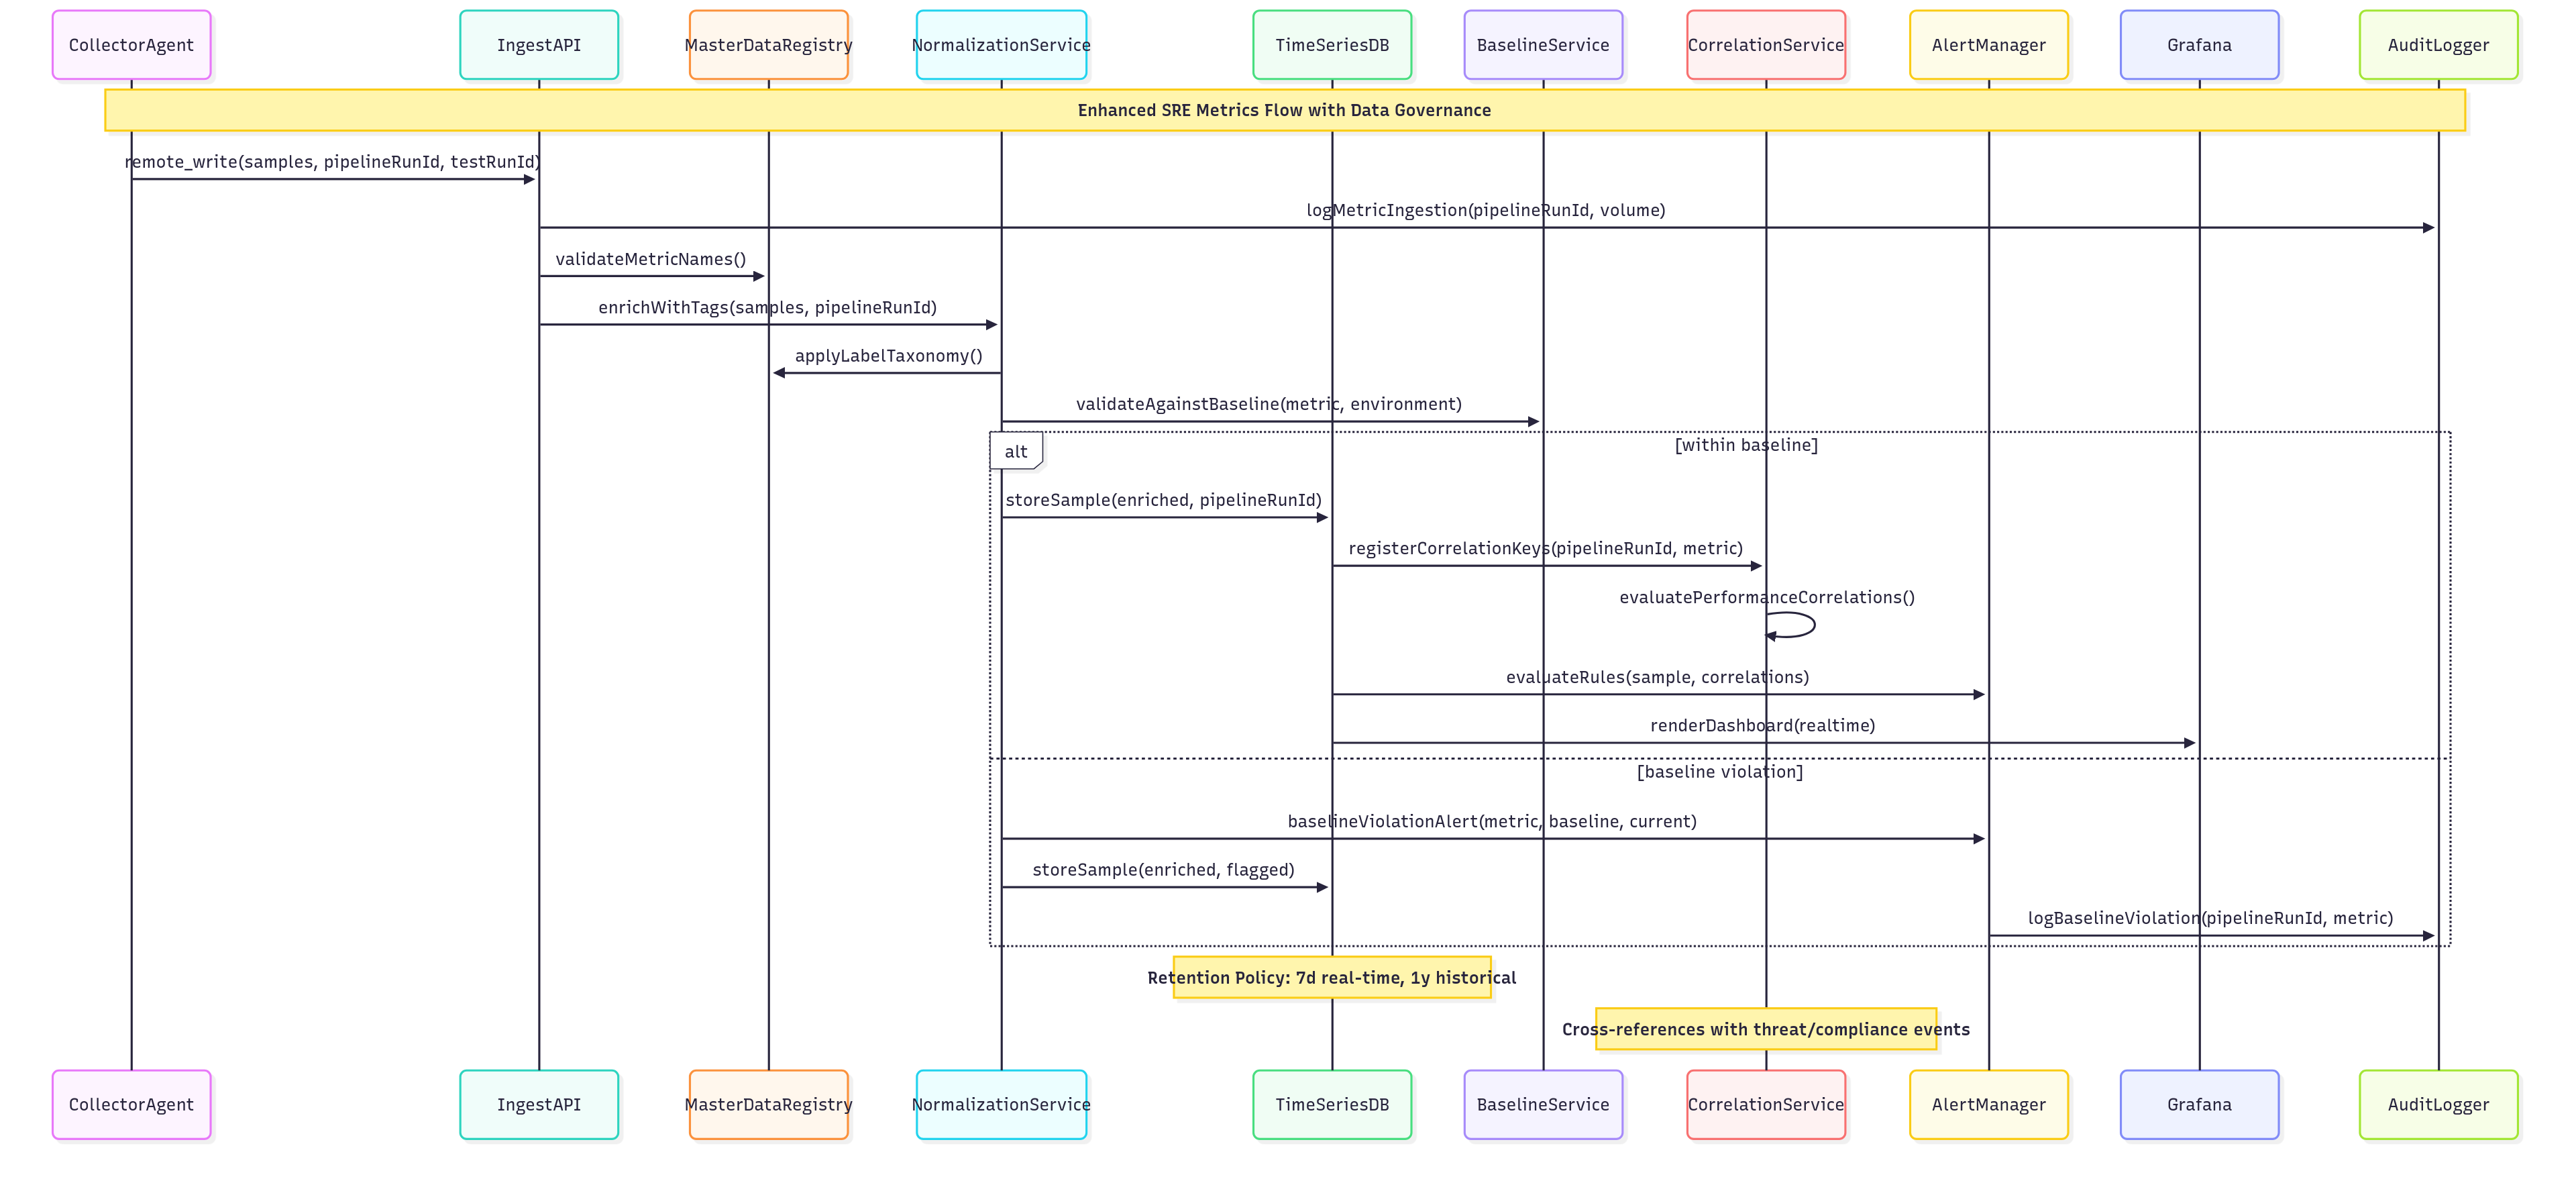 CollectorAgent
IngestAPI
MasterDataRegistry
NormalizationService
TimeSeriesDB
BaselineService
CorrelationService
AlertManager
Grafana
AuditLogger
Enhanced SRE Metrics Flow with Data Governance
remote_write(samples, pipelineRunId, testRunId)
logMetricIngestion(pipelineRunId, volume)
validateMetricNames()
enrichWithTags(samples, pipelineRunId)
applyLabelTaxonomy()
validateAgainstBaseline(metric, environment)
alt
[within baseline]
storeSample(enriched, pipelineRunId)
registerCorrelationKeys(pipelineRunId, metric)
evaluatePerformanceCorrelations()
evaluateRules(sample, correlations)
renderDashboard(realtime)
[baseline violation]
baselineViolationAlert(metric, baseline, current)
storeSample(enriched, flagged)
logBaselineViolation(pipelineRunId, metric)
Retention Policy: 7d real-time, 1y historical
Cross-references with threat/compliance events
CollectorAgent
IngestAPI
MasterDataRegistry
NormalizationService
TimeSeriesDB
BaselineService
CorrelationService
AlertManager
Grafana
AuditLogger